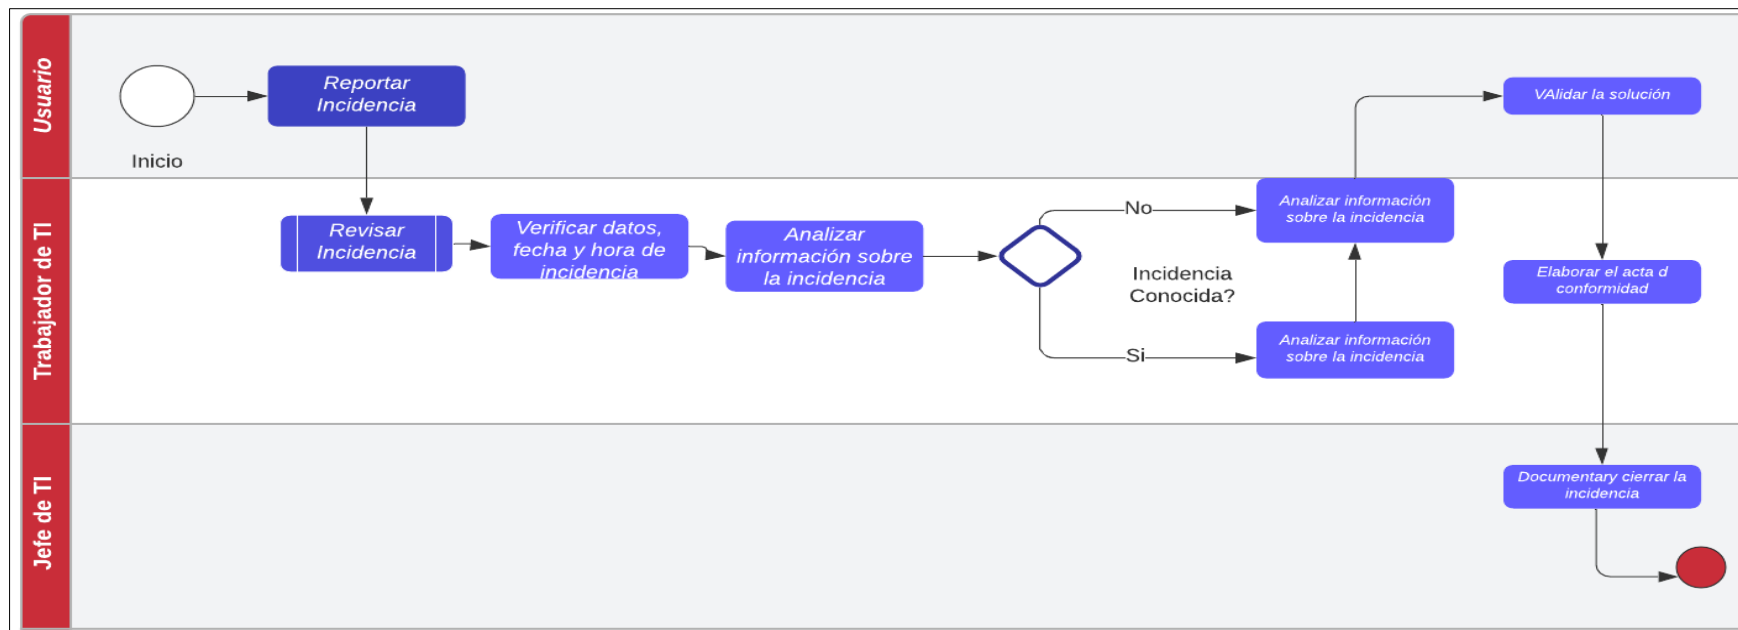 Usuario
Reportar
Incidencia
Inicio
VAlidar la solución
Trabajador de TI
Revisar
Incidencia
Verificar datos,
fecha y hora de
incidencia
Analizar
información sobre
la incidencia
No
Incidencia
Conocida?
Si
Analizar información
sobre la incidencia
Analizar información
sobre la incidencia
Elaborar el acta d
conformidad
Jefe de TI
Documentary cierrar la
incidencia